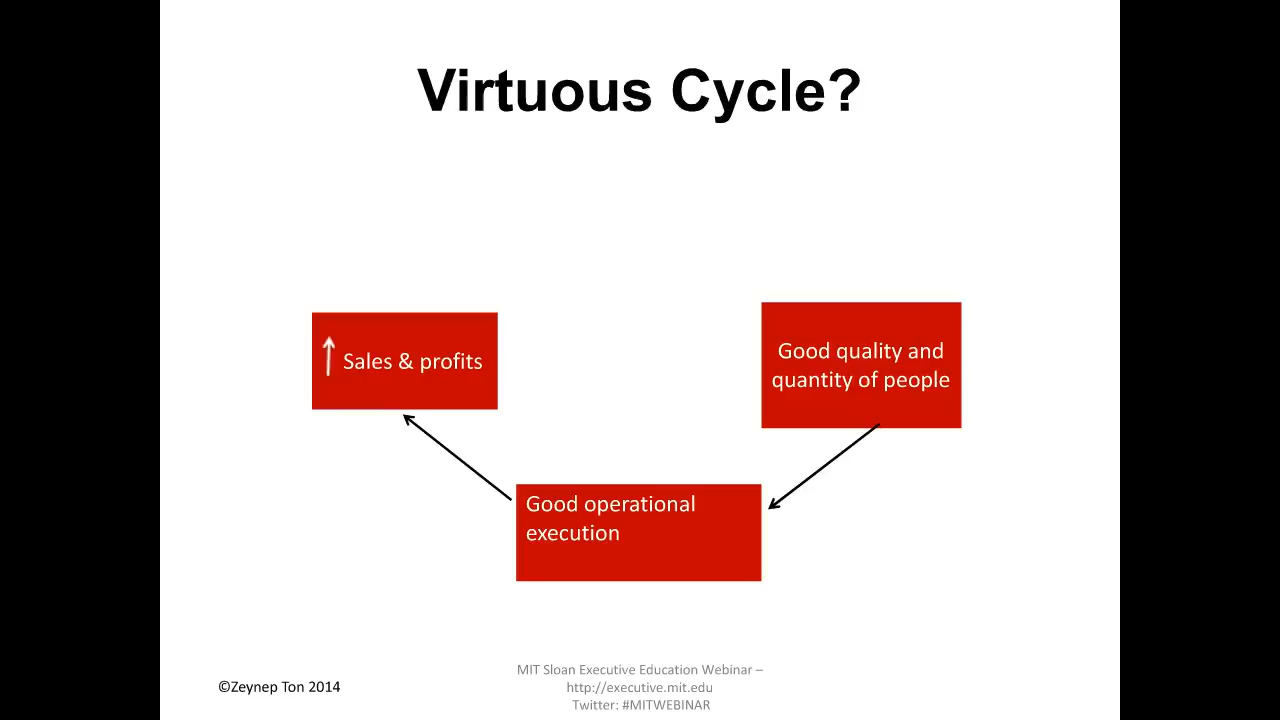 Virtuous Cycle?
↑ Sales & profits
Good quality and
quantity of people
Good operational
execution
©Zeynep Ton 2014
MIT Sloan Executive Education Webinar –
http://executive.mit.edu
Twitter: #MITWEBINAR